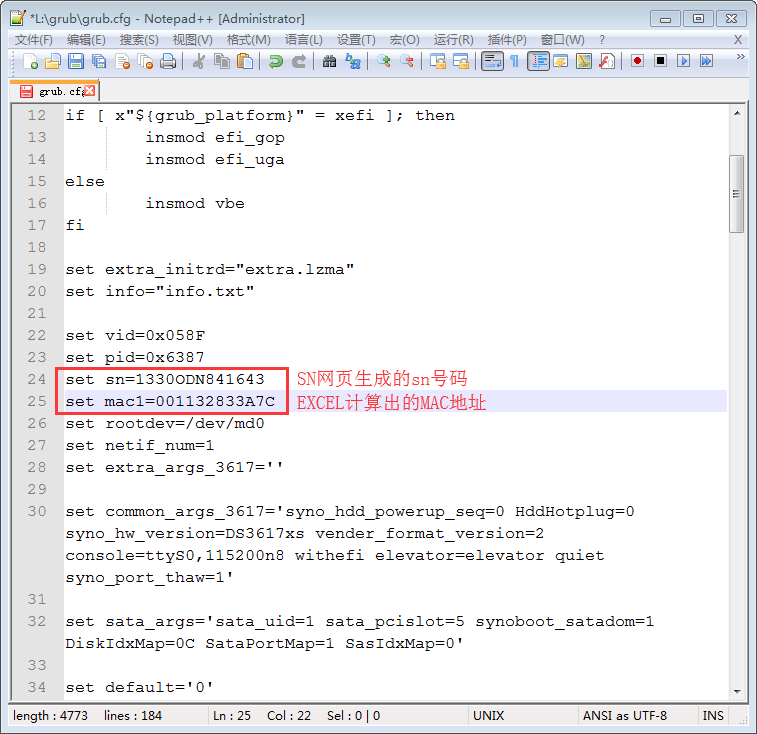 *L:\grub\grub.cfg - Notepad++ [Administrator]
文件(F) 编辑(E) 搜索(S) 视图(V) 格式(M) 语言(L) 设置(T) 宏(O) 运行(R) 插件(P) 窗口(W) ? X
grub.cfg
12 if [ x"${grub_platform}" = xefi ]; then
13 insmod efi_gop
14 insmod efi_uga
15 else
16 insmod vbe
17 fi
18
19 set extra_initrd="extra.lzma"
20 set info="info.txt"
21
22 set vid=0x058F
23 set pid=0x6387
24 set sn=1330ODN841643 SN网页生成的sn号码
25 set mac1=001132833A7C EXCEL计算出的MAC地址
26 set rootdev=/dev/md0
27 set netif_num=1
28 set extra_args_3617=''
29
30 set common_args_3617='syno_hdd_powerup_seq=0 HddHotplug=0
syno_hw_version=DS3617xs vender_format_version=2
console=ttyS0,115200n8 withefi elevator=elevator quiet
syno_port_thaw=1'
31
32 set sata_args='sata_uid=1 sata_pcislot=5 synoboot_satadom=1
DiskIdxMap=0C SataPortMap=1 SasIdxMap=0'
33
34 set default='0'
length : 4773 lines : 184 Ln : 25 Col : 22 Sel : 0 | 0 UNIX ANSI as UTF-8 INS